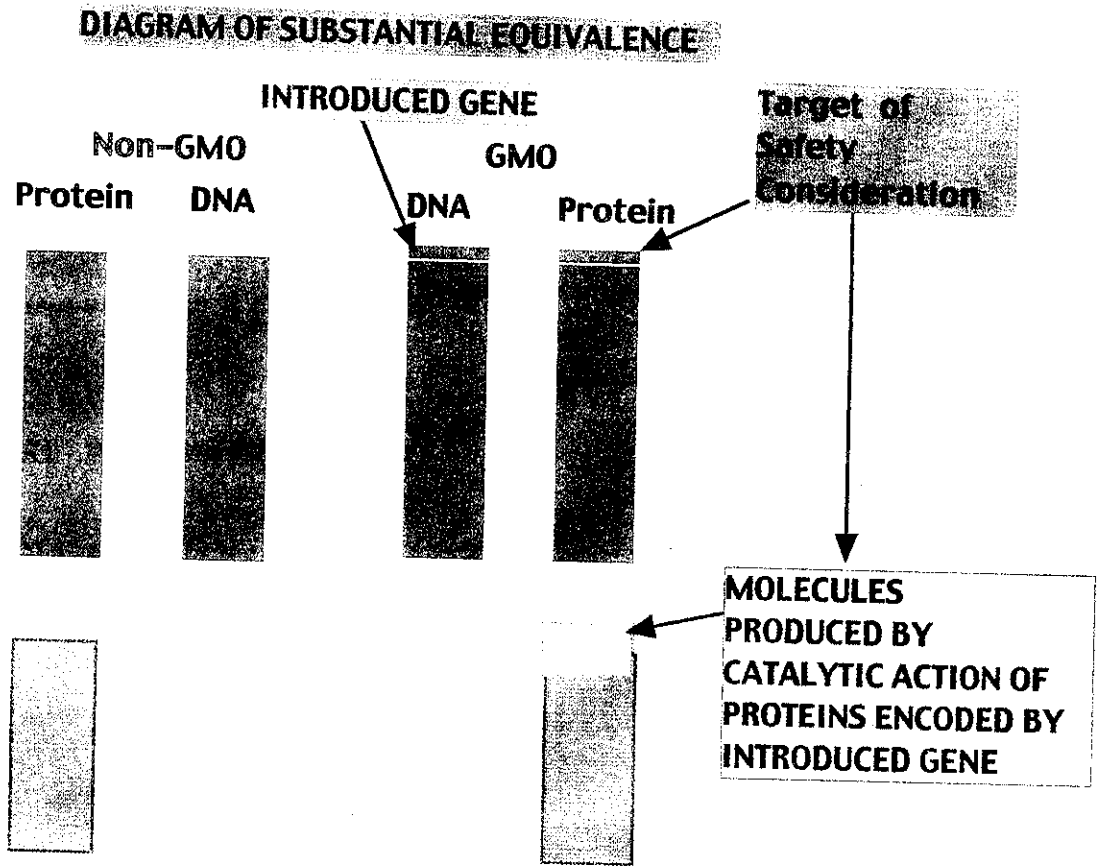 DIAGRAM OF SUBSTANTIAL EQUIVALENCE
INTRODUCED GENE
Target of
Safety
Consideration
Non-GMO
GMO
Protein
DNA
DNA
Protein
MOLECULES
PRODUCED BY
CATALYTIC ACTION OF
PROTEINS ENCODED BY
INTRODUCED GENE